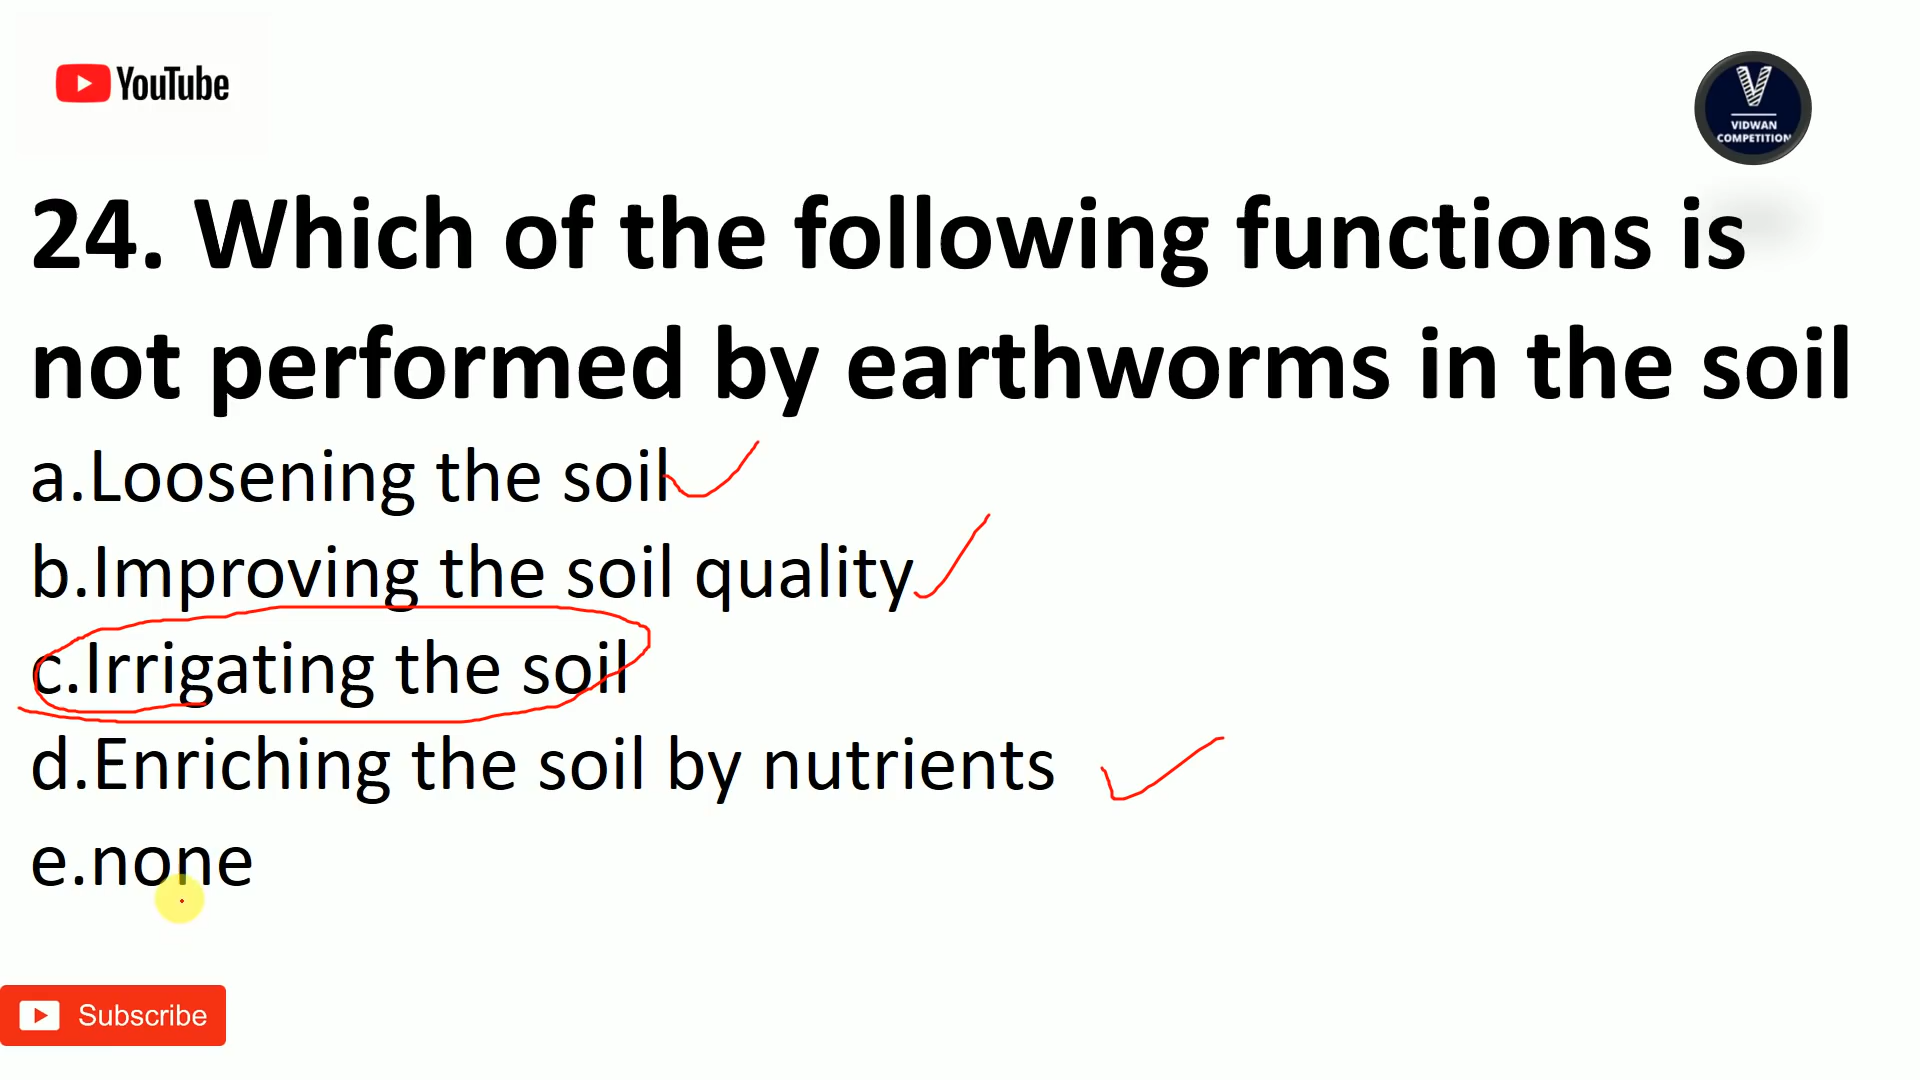 YouTube
V
VIDWAN
COMPETITION
24. Which of the following functions is
not performed by earthworms in the soil
a.Loosening the soil
b.Improving the soil quality
c.Irrigating the soil
d.Enriching the soil by nutrients
e.none
Subscribe